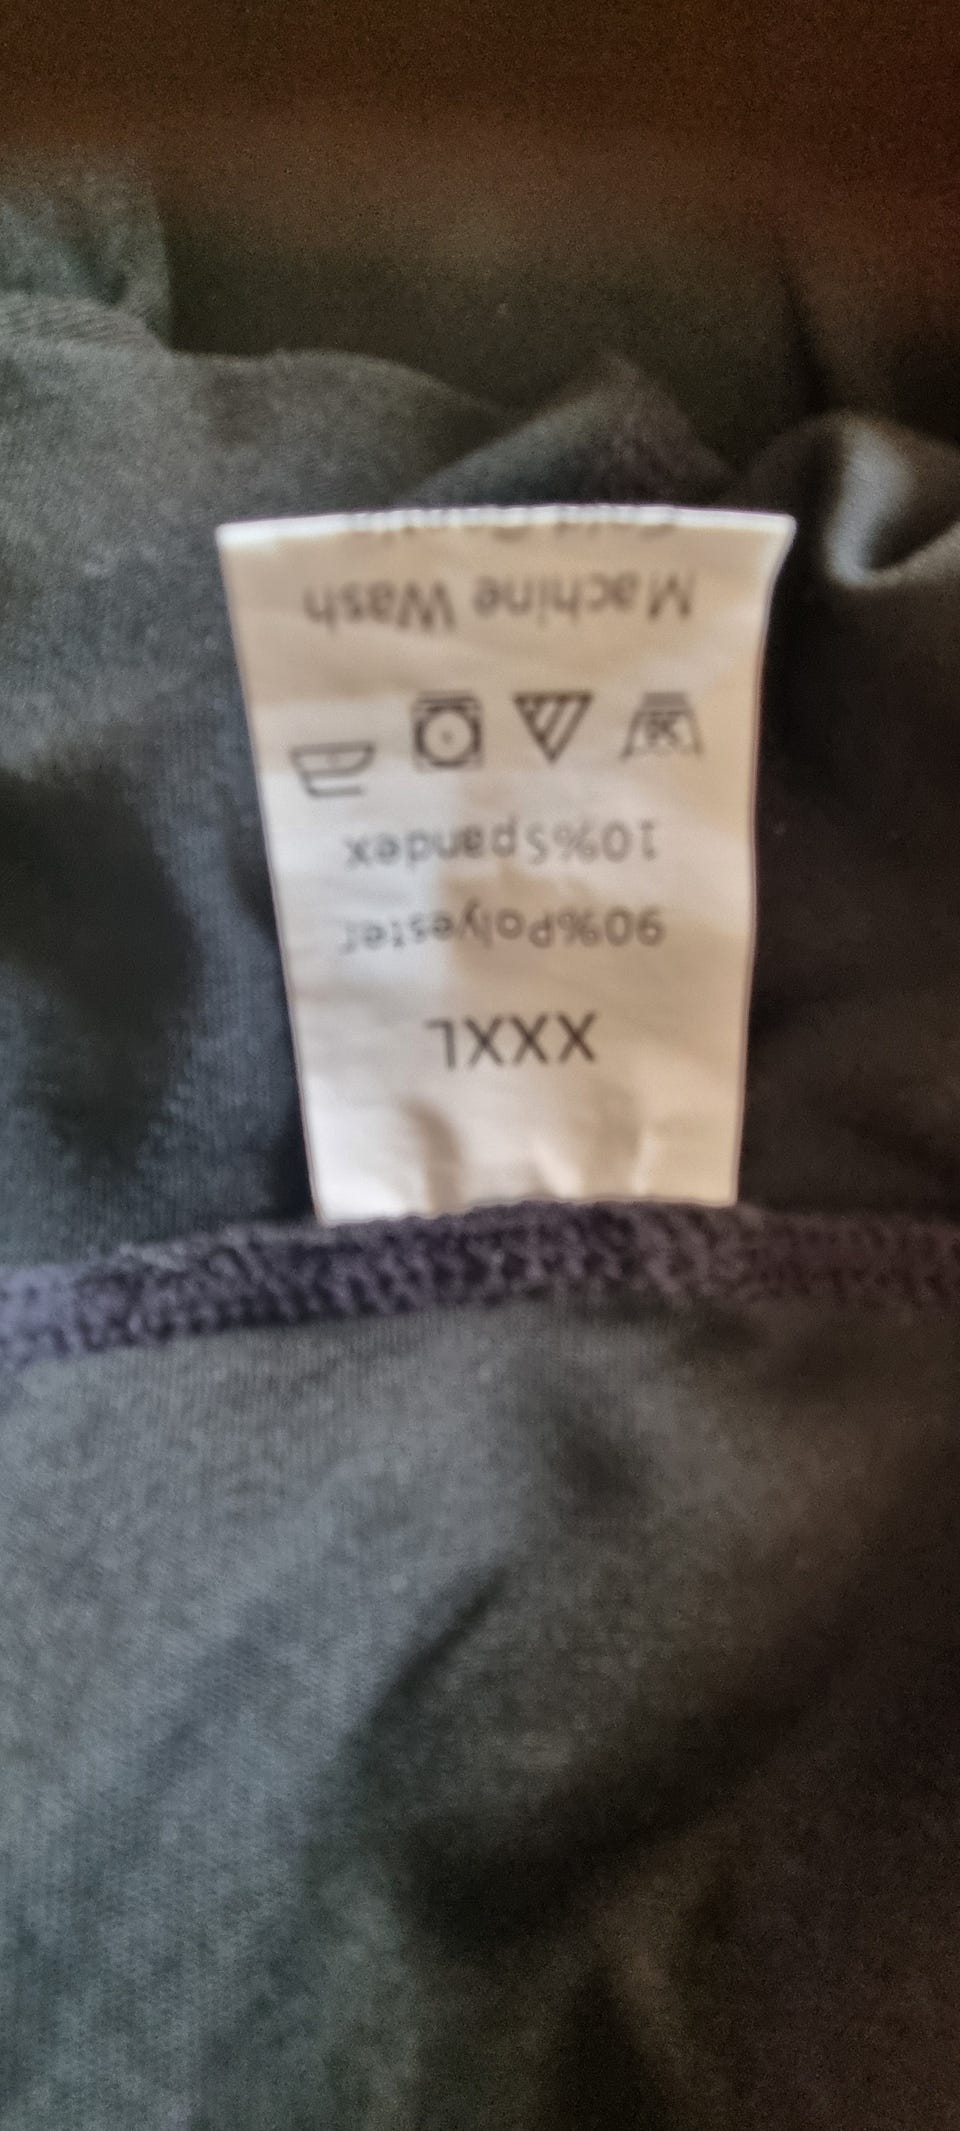 XXXL
90%Polyester
10%Spandex
Machine Wash